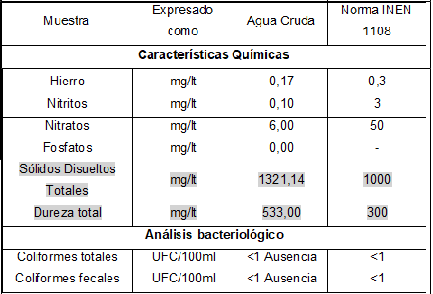 Muestra Expresado como Agua Cruda Norma INEN 1108
Características Químicas
Hierro mg/lt 0,17 0,3
Nitritos mg/lt 0,10 3
Nitratos mg/lt 6,00 50
Fosfatos mg/lt 0,00 -
Sólidos Disueltos Totales mg/lt 1321,14 1000
Dureza total mg/lt 533,00 300
Análisis bacteriológico
Coliformes totales UFC/100ml <1 Ausencia <1
Coliformes fecales UFC/100ml <1 Ausencia <1